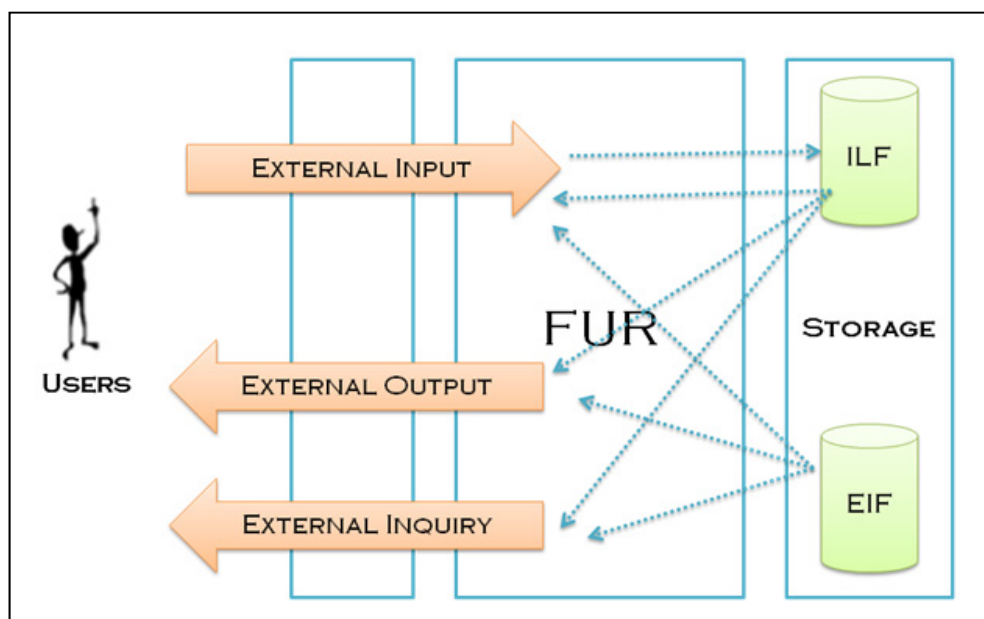 EXTERNAL INPUT
ILF
FUR
STORAGE
USERS
EXTERNAL OUTPUT
EXTERNAL INQUIRY
EIF